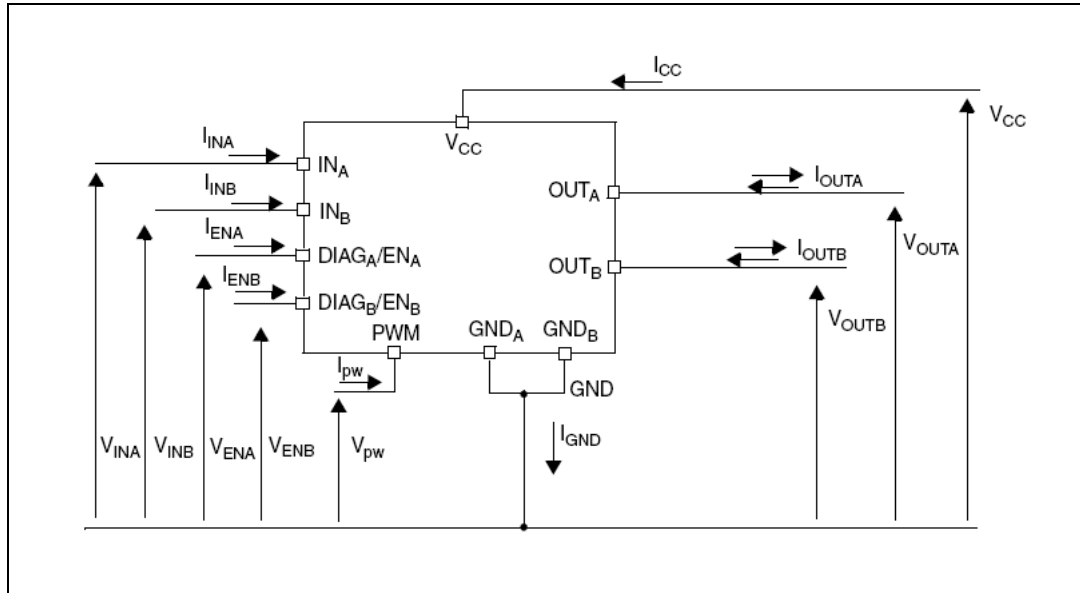 I_CC
V_CC
V_CC
I_INA
IN_A
I_INB
IN_B
I_ENA
DIAG_A/EN_A
I_ENB
DIAG_B/EN_B
OUT_A
I_OUTA
V_OUTA
OUT_B
I_OUTB
V_OUTB
PWM
GND_A
GND_B
I_pw
GND
I_GND
V_INA
V_INB
V_ENA
V_ENB
V_pw